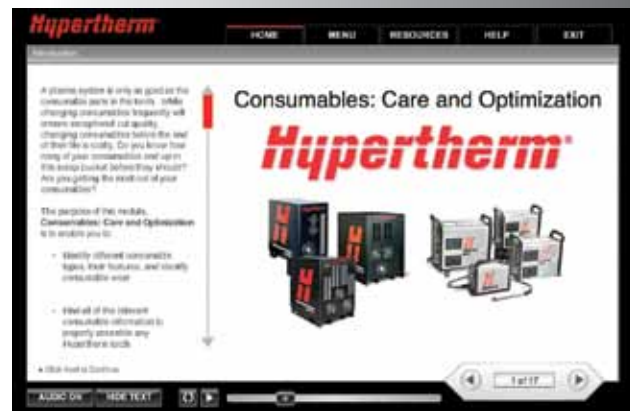 Hypertherm
HOME MENU RESOURCES HELP EXIT
Introduction
A plasma system is only as good as the
consumable parts in the torch. While
changing consumables frequently will
ensure exceptional cut quality,
changing consumables before the end
of their life is costly. Do you know how
many of your consumables end up in
the scrap bucket before they should?
Are you getting the most out of your
consumables?
The purpose of this module,
Consumables: Care and Optimization
is to enable you to:
Identify different consumable
types, their features, and identify
consumable wear
Find all of the relevant
consumable information to
properly assemble any
Hypertherm torch
Consumables: Care and Optimization
Hypertherm
Click Next to Continue
1 of 17
AUDIO ON HIDE TEXT